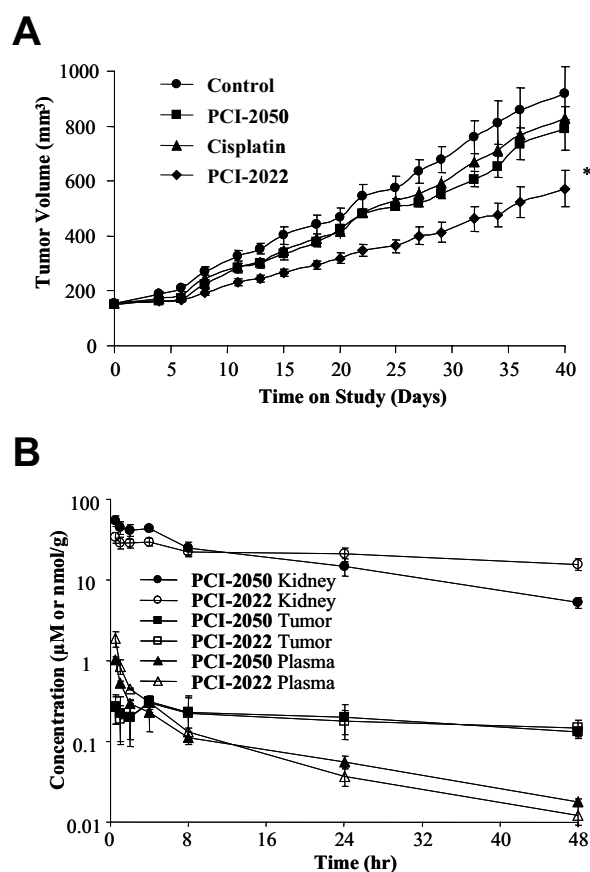 A
1000
800
600
400
200
0
Tumor Volume (mm³)
Control
PCI-2050
Cisplatin
PCI-2022
*
0 5 10 15 20 25 30 35 40
Time on Study (Days)
B
100
10
1
0.1
0.01
Concentration (µM or nmol/g)
PCI-2050 Kidney
PCI-2022 Kidney
PCI-2050 Tumor
PCI-2022 Tumor
PCI-2050 Plasma
PCI-2022 Plasma
0 8 16 24 32 40 48
Time (hr)